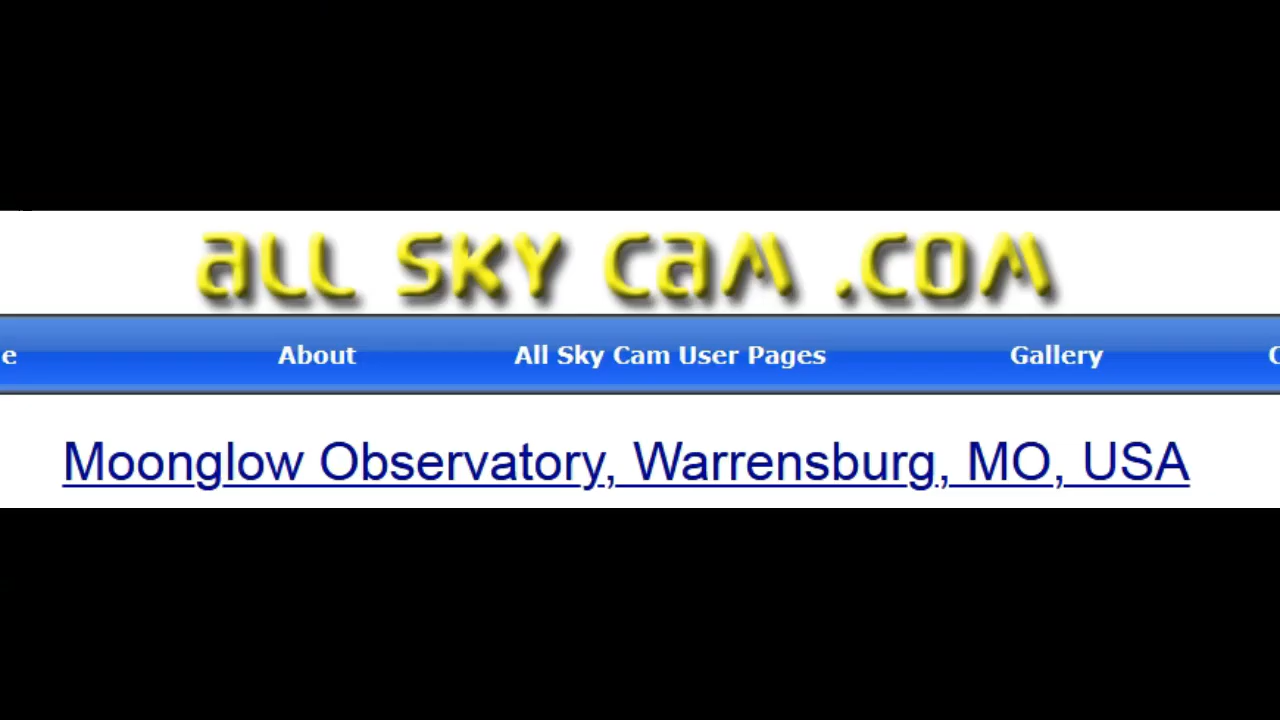 all sky cam .com
About All Sky Cam User Pages Gallery
Moonglow Observatory, Warrensburg, MO, USA